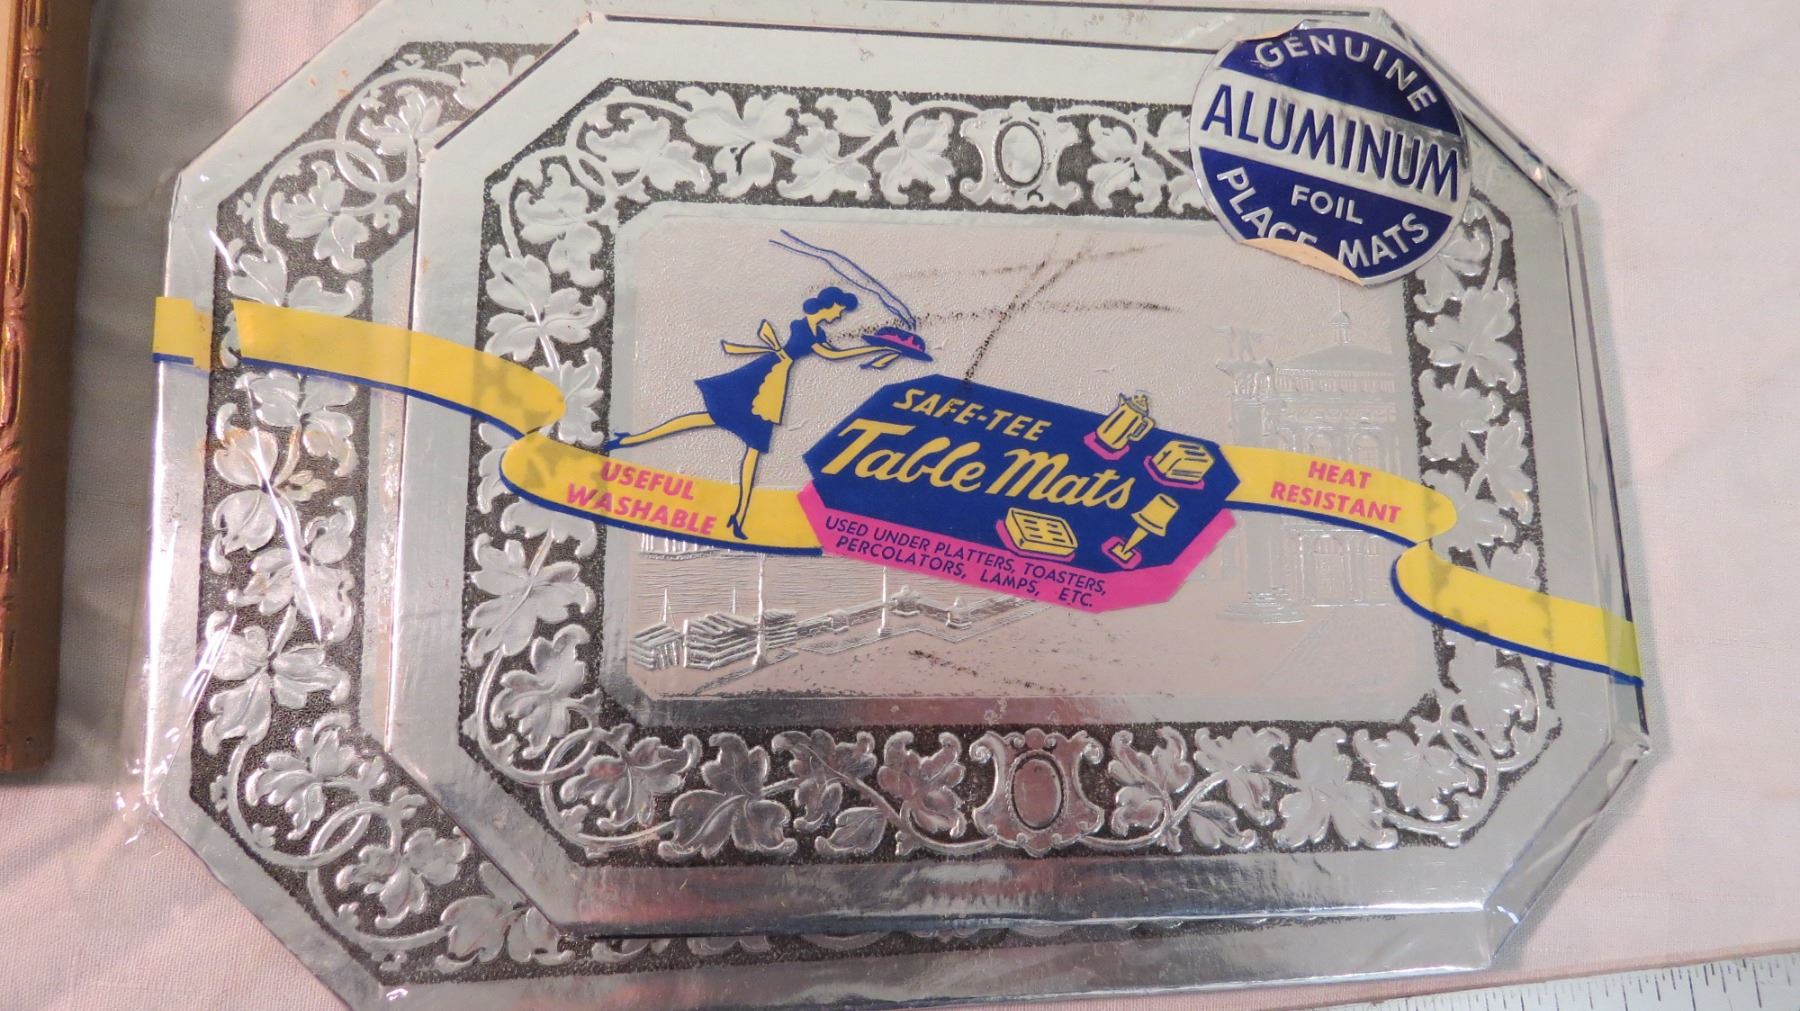 GENUINE
ALUMINUM
FOIL
PLACE MATS
SAFE-TEE
Table Mats
USEFUL
WASHABLE
HEAT
RESISTANT
USED UNDER PLATTERS, TOASTERS,
PERCOLATORS, LAMPS, ETC.